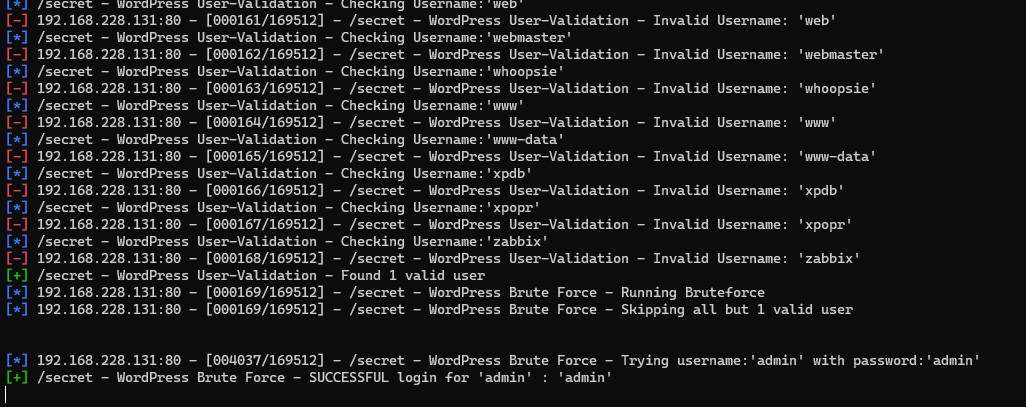 [*] /secret - WordPress User-Validation - Checking Username:'web'
[-] 192.168.228.131:80 - [000161/169512] - /secret - WordPress User-Validation - Invalid Username: 'web'
[*] /secret - WordPress User-Validation - Checking Username:'webmaster'
[-] 192.168.228.131:80 - [000162/169512] - /secret - WordPress User-Validation - Invalid Username: 'webmaster'
[*] /secret - WordPress User-Validation - Checking Username:'whoopsie'
[-] 192.168.228.131:80 - [000163/169512] - /secret - WordPress User-Validation - Invalid Username: 'whoopsie'
[*] /secret - WordPress User-Validation - Checking Username:'www'
[-] 192.168.228.131:80 - [000164/169512] - /secret - WordPress User-Validation - Invalid Username: 'www'
[*] /secret - WordPress User-Validation - Checking Username:'www-data'
[-] 192.168.228.131:80 - [000165/169512] - /secret - WordPress User-Validation - Invalid Username: 'www-data'
[*] /secret - WordPress User-Validation - Checking Username:'xpdb'
[-] 192.168.228.131:80 - [000166/169512] - /secret - WordPress User-Validation - Invalid Username: 'xpdb'
[*] /secret - WordPress User-Validation - Checking Username:'xpopr'
[-] 192.168.228.131:80 - [000167/169512] - /secret - WordPress User-Validation - Invalid Username: 'xpopr'
[*] /secret - WordPress User-Validation - Checking Username:'zabbix'
[-] 192.168.228.131:80 - [000168/169512] - /secret - WordPress User-Validation - Invalid Username: 'zabbix'
[+] /secret - WordPress User-Validation - Found 1 valid user
[*] 192.168.228.131:80 - [000169/169512] - /secret - WordPress Brute Force - Running Bruteforce
[*] 192.168.228.131:80 - [000169/169512] - /secret - WordPress Brute Force - Skipping all but 1 valid user
[*] 192.168.228.131:80 - [004037/169512] - /secret - WordPress Brute Force - Trying username:'admin' with password:'admin'
[+] /secret - WordPress Brute Force - SUCCESSFUL login for 'admin' : 'admin'